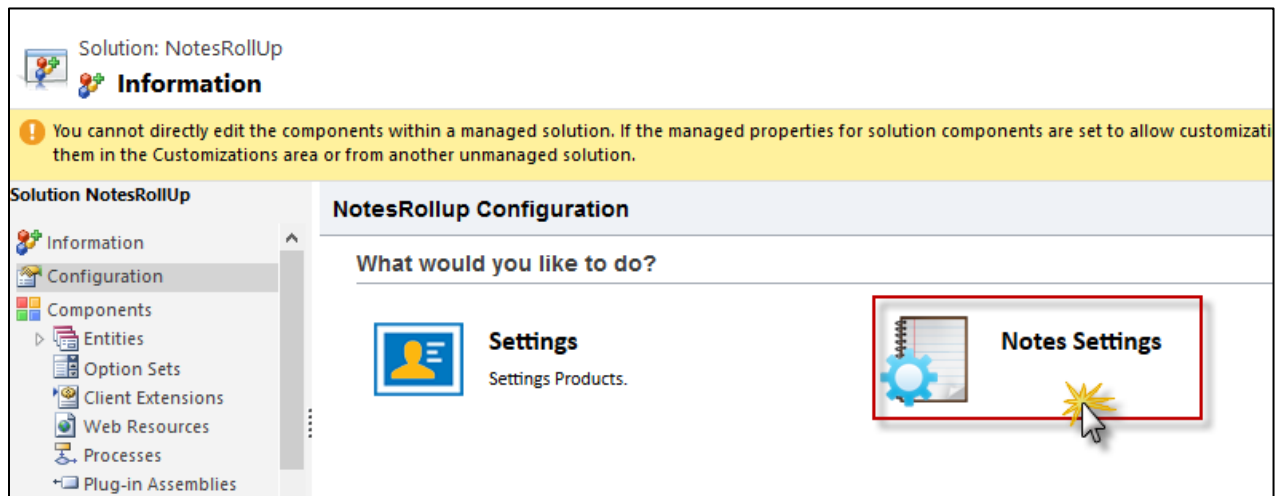 Solution: NotesRollUp
Information
You cannot directly edit the components within a managed solution. If the managed properties for solution components are set to allow customizati
them in the Customizations area or from another unmanaged solution.
Solution NotesRollUp
Information
Configuration
Components
Entities
Option Sets
Client Extensions
Web Resources
Processes
Plug-in Assemblies
NotesRollup Configuration
What would you like to do?
Settings
Settings Products.
Notes Settings